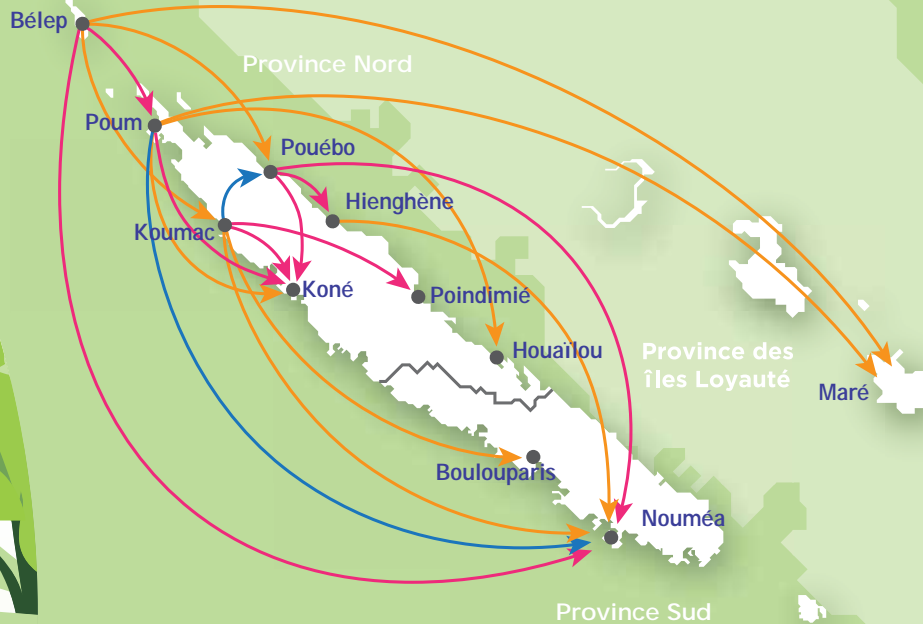 Bélep
Province Nord
Poum
Pouébo
Hienghène
Koumac
Koné
Poindimié
Houaïlou
Province des
îles Loyauté
Maré
Boulouparis
Nouméa
Province Sud